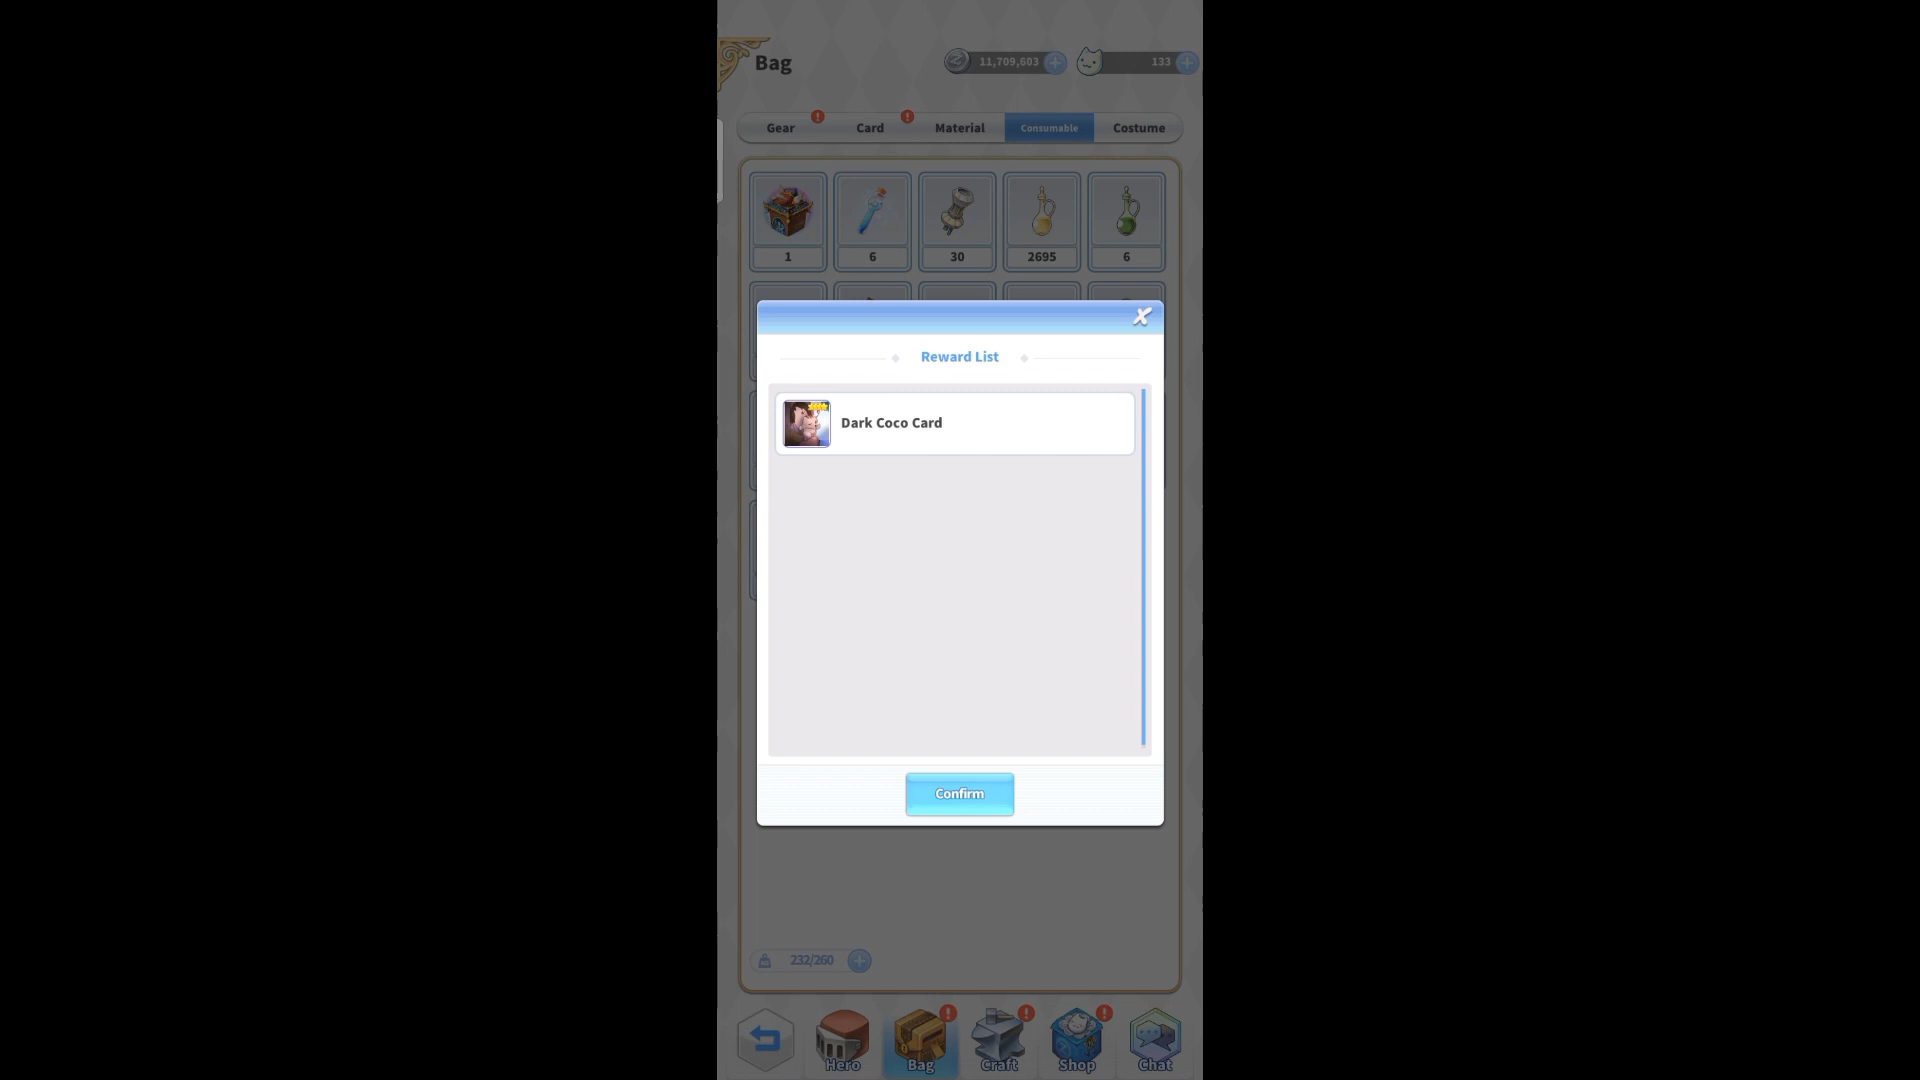 Bag
11,709,603
133
Gear
Card
Material
Consumable
Costume
1
6
30
2695
6
Reward List
Dark Coco Card
Confirm
232/260
Hero
Bag
Craft
Shop
Chat